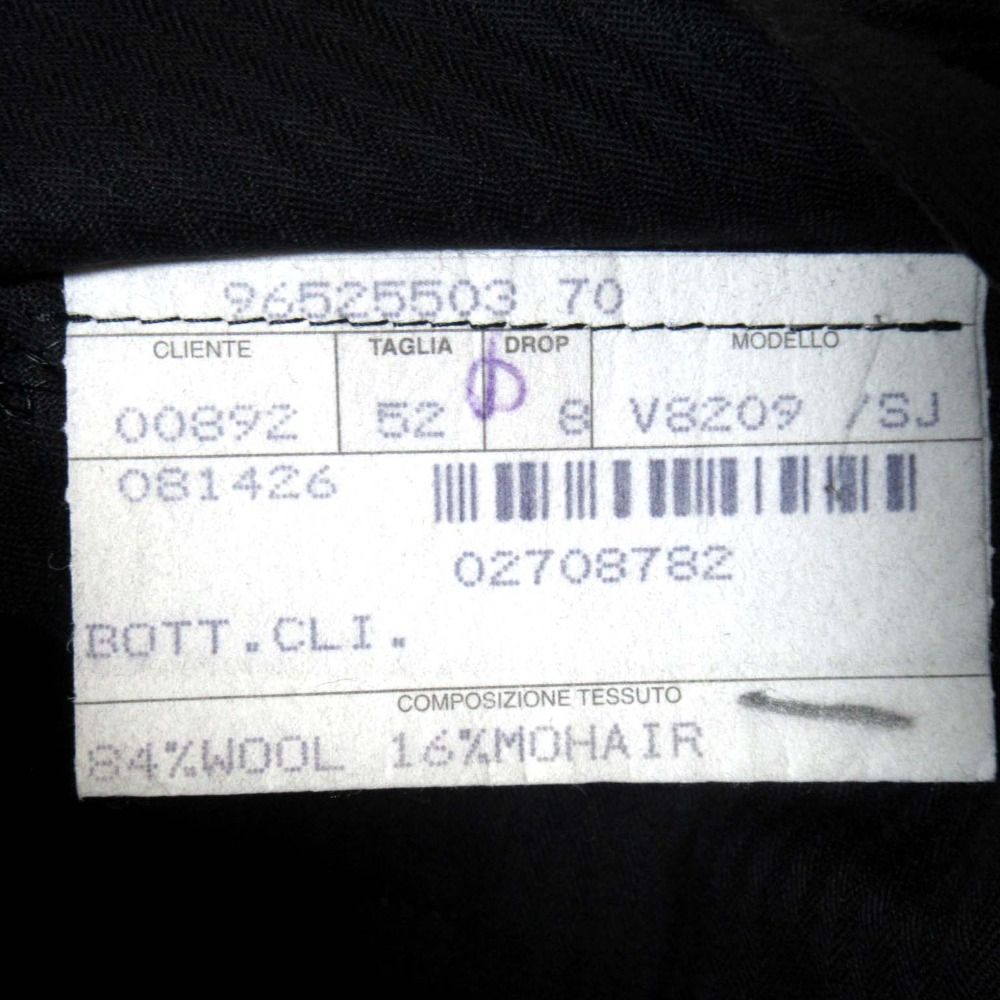 96525503 70
CLIENTE TAGLIA DROP MODELLO
00892 52 8 V8209 /SJ
081426
02708782
BOTT.CLI.
COMPOSIZIONE TESSUTO
84%WOOL 16%MOHAIR